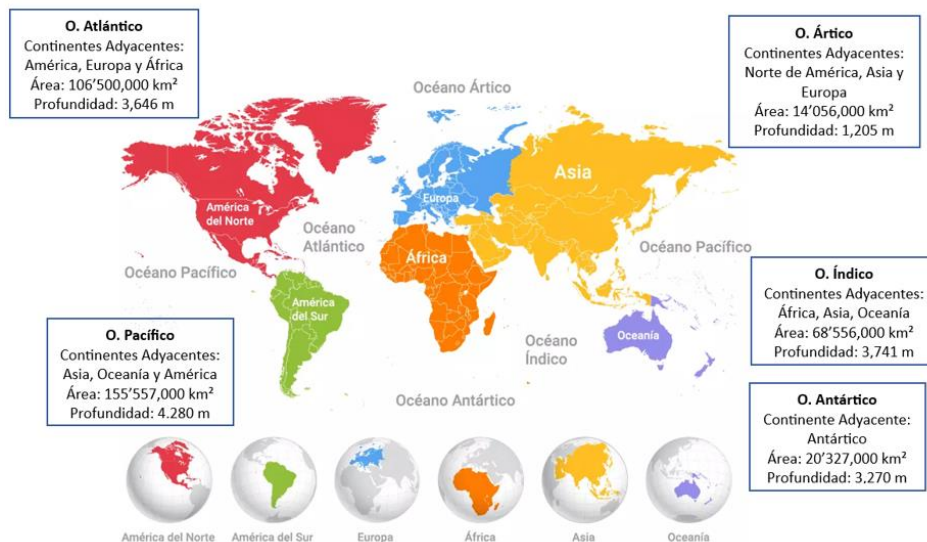 O. Atlántico
Continentes Adyacentes:
América, Europa y África
Área: 106'500,000 km²
Profundidad: 3,646 m
O. Ártico
Continentes Adyacentes:
Norte de América, Asia y
Europa
Área: 14'056,000 km²
Profundidad: 1,205 m
Océano Ártico
Asia
Europa
América
del Norte
Océano
Atlántico
África
Océano Pacífico
Océano Pacífico
América
del Sur
Oceanía
Océano
Índico
O. Índico
Continentes Adyacentes:
África, Asia, Oceanía
Área: 68'556,000 km²
Profundidad: 3,741 m
O. Pacífico
Continentes Adyacentes:
Asia, Oceanía y América
Área: 155'557,000 km²
Profundidad: 4.280 m
Océano Antártico
O. Antártico
Continente Adyacente:
Antártico
Área: 20'327,000 km²
Profundidad: 3,270 m
América del Norte
América del Sur
Europa
África
Asia
Oceanía